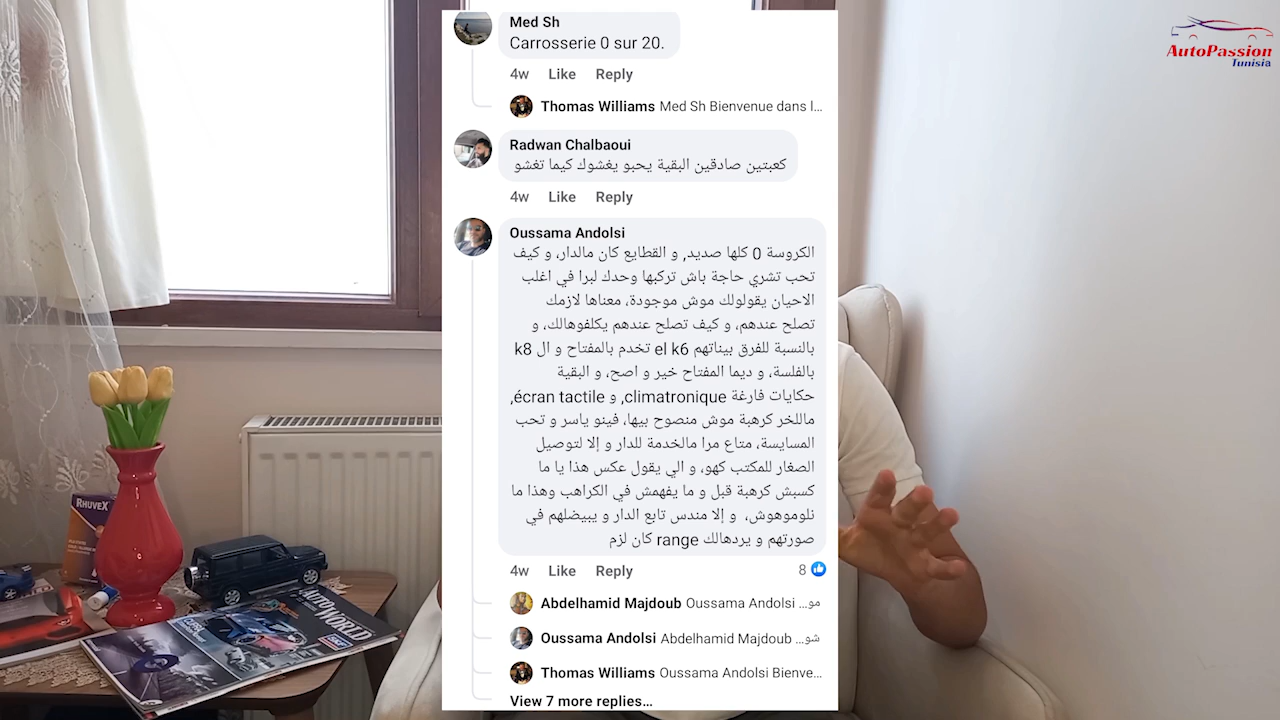 Med Sh
Carrosserie 0 sur 20.
4w Like Reply
Thomas Williams Med Sh Bienvenue dans l...
Radwan Chalbaoui
كعبتين صادقين البقية يحبو يغشوك كيما تغشو
4w Like Reply
Oussama Andolsi
الكروسة 0 كلها صديد, و القطايع كان مالدار، و كيف
تحب تشري حاجة باش تركبها وحدك لبرا في اغلب
الاحيان يقولولك موش موجودة، معناها لازمك
تصلح عندهم، و كيف تصلح عندهم يكلفوهالك، و
بالنسبة للفرق بيناتهم el k6 تخدم بالمفتاح و ال k8
بالفلسة، و ديما المفتاح خير و اصح، و البقية
حكايات فارغة climatronique, و écran tactile,
ماللخر كرهبة موش منصوح بيها، فينو ياسر و تحب
المسايسة، متاع مرا مالخدمة للدار و إلا لتوصيل
الصغار للمكتب كهو، و الي يقول عكس هذا يا ما
كسبش كرهبة قبل و ما يفهمش في الكراهب وهذا ما
نلوموهوش، و إلا مندس تابع الدار و يبيضلهم في
صورتهم و يردهالك range كان لزم
4w Like Reply 8
Abdelhamid Majdoub Oussama Andolsi مو...
Oussama Andolsi Abdelhamid Majdoub شو...
Thomas Williams Oussama Andolsi Bienve...
View 7 more replies...
AutoPassion
Tunisia
RHUVEX
AUTOWORLD